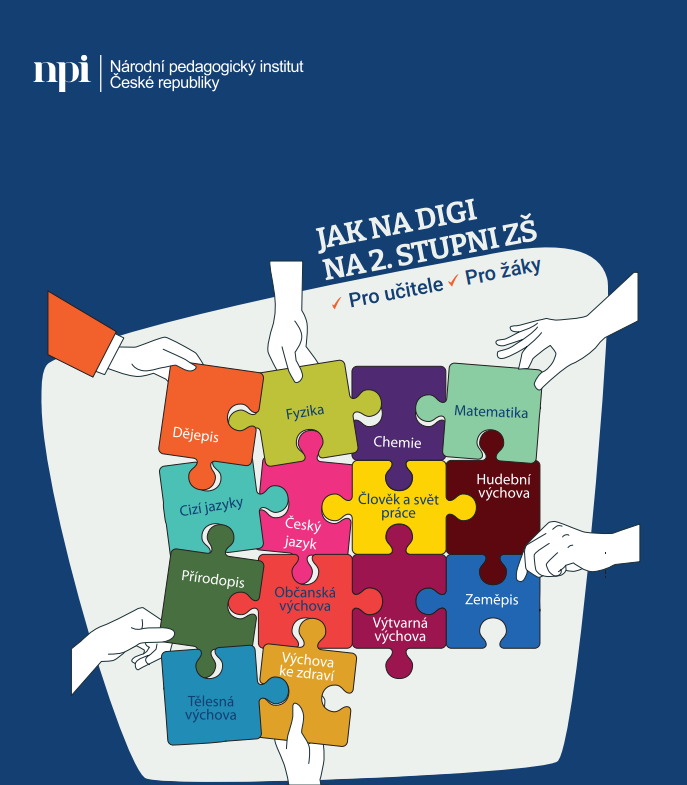 npi
Národní pedagogický institut
České republiky
JAK NA DIGI
NA 2. STUPNI ZŠ
Pro učitele Pro žáky
Dějepis
Fyzika
Chemie
Matematika
Cizí jazyky
Český
jazyk
Člověk a svět
práce
Hudební
výchova
Přírodopis
Občanská
výchova
Výtvarná
výchova
Zeměpis
Tělesná
výchova
Výchova
ke zdraví